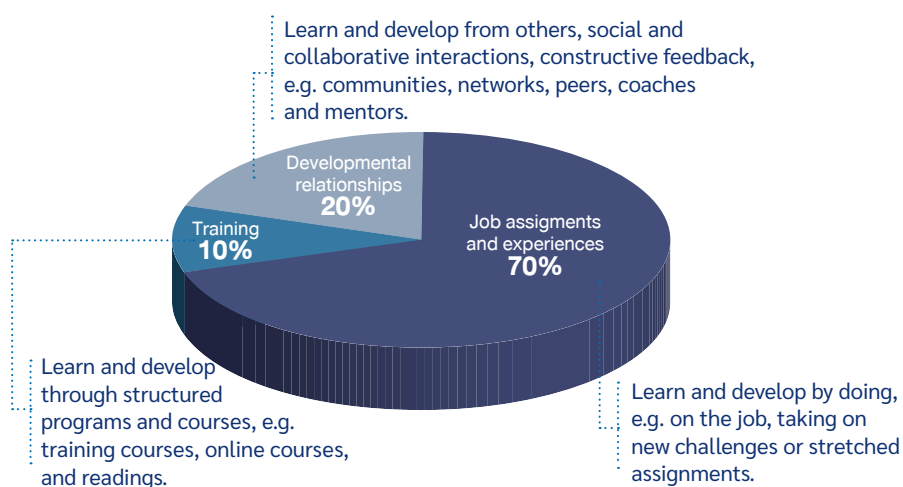 Learn and develop from others, social and
collaborative interactions, constructive feedback,
e.g. communities, networks, peers, coaches
and mentors.
Developmental
relationships
20%
Training
10%
Job assigments
and experiences
70%
Learn and develop
through structured
programs and courses, e.g.
training courses, online courses,
and readings.
Learn and develop by doing,
e.g. on the job, taking on
new challenges or stretched
assignments.